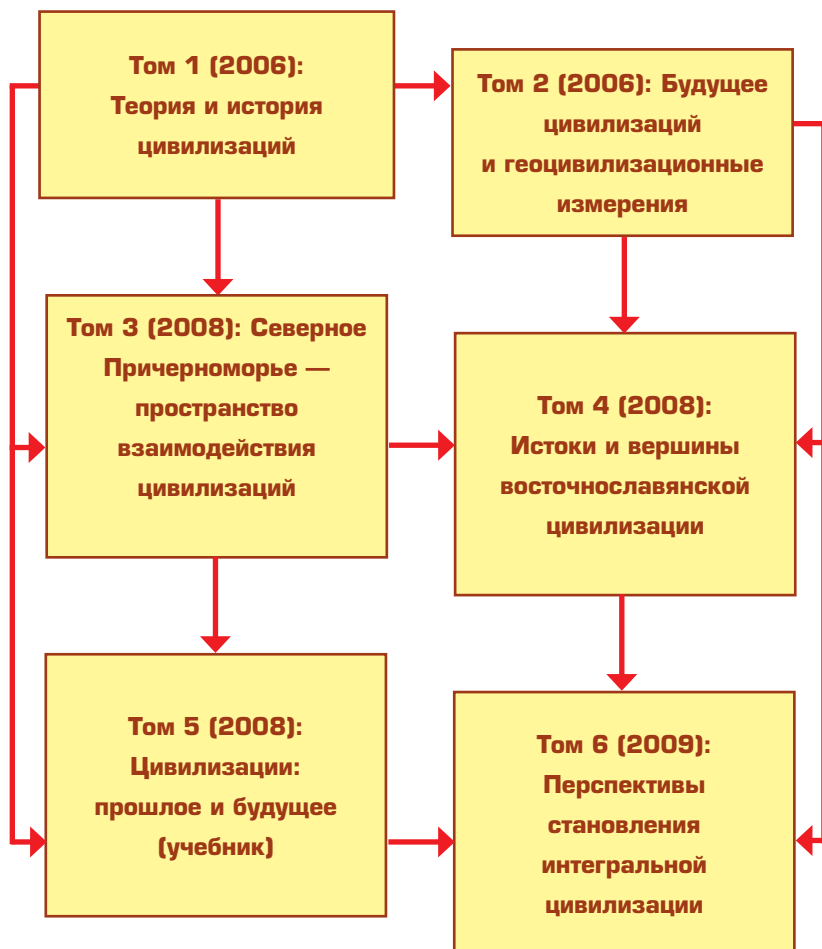 Том 1 (2006):
Теория и история
цивилизаций
Том 2 (2006): Будущее
цивилизаций
и геоцивилизационные
измерения
Том 3 (2008): Северное
Причерноморье —
пространство
взаимодействия
цивилизаций
Том 4 (2008):
Истоки и вершины
восточнославянской
цивилизации
Том 5 (2008):
Цивилизации:
прошлое и будущее
(учебник)
Том 6 (2009):
Перспективы
становления
интегральной
цивилизации